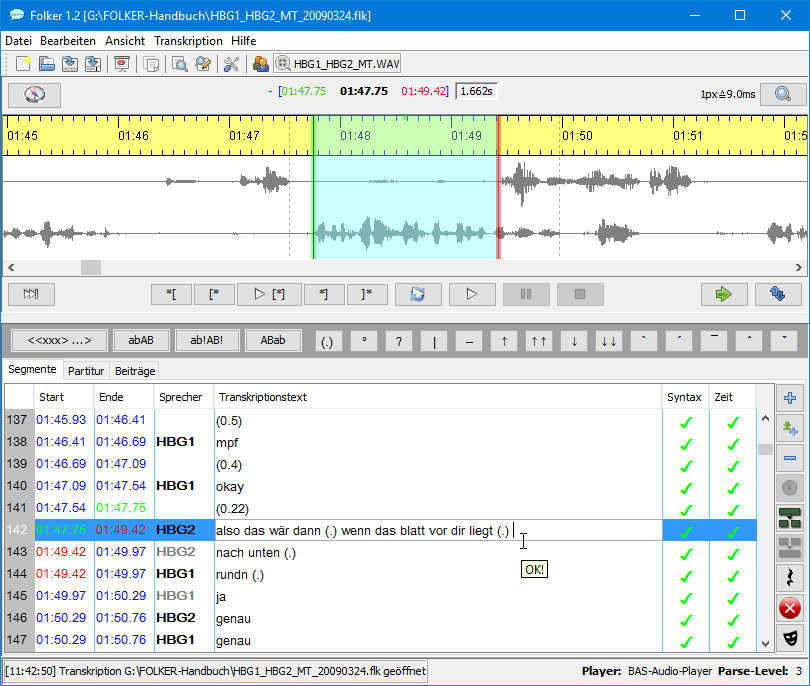 Folker 1.2 [G:\FOLKER-Handbuch\HBG1_HBG2_MT_20090324.flk]
Datei Bearbeiten Ansicht Transkription Hilfe
HBG1_HBG2_MT.WAV
- [01:47.75 01:47.75 01:49.42] 1.662s 1px≙9.0ms
01:45 01:46 01:47 01:48 01:49 01:50 01:51 01:5
*[ [* [*] *] ]*
<<xxx> ...> abAB ab!AB! ABab (.) ° ? | – ↑ ↑↑ ↓ ↓↓ ` ´ ¯ ˆ ˇ
Segmente Partitur Beiträge
Start Ende Sprecher Transkriptionstext Syntax Zeit
137 01:45.93 01:46.41 (0.5) ✓ ✓
138 01:46.41 01:46.69 HBG1 mpf ✓ ✓
139 01:46.69 01:47.09 (0.4) ✓ ✓
140 01:47.09 01:47.54 HBG1 okay ✓ ✓
141 01:47.54 01:47.75 (0.22) ✓ ✓
142 01:47.75 01:49.42 HBG2 also das wär dann (.) wenn das blatt vor dir liegt (.) ✓ ✓
143 01:49.42 01:49.97 HBG2 nach unten (.) ✓ ✓
144 01:49.42 01:49.97 HBG1 rundn (.) ✓ ✓
OK!
145 01:49.97 01:50.29 HBG1 ja ✓ ✓
146 01:50.29 01:50.76 HBG2 genau ✓ ✓
147 01:50.29 01:50.76 HBG1 genau ✓ ✓
[11:42:50] Transkription G:\FOLKER-Handbuch\HBG1_HBG2_MT_20090324.flk geöffnet Player: BAS-Audio-Player Parse-Level: 3